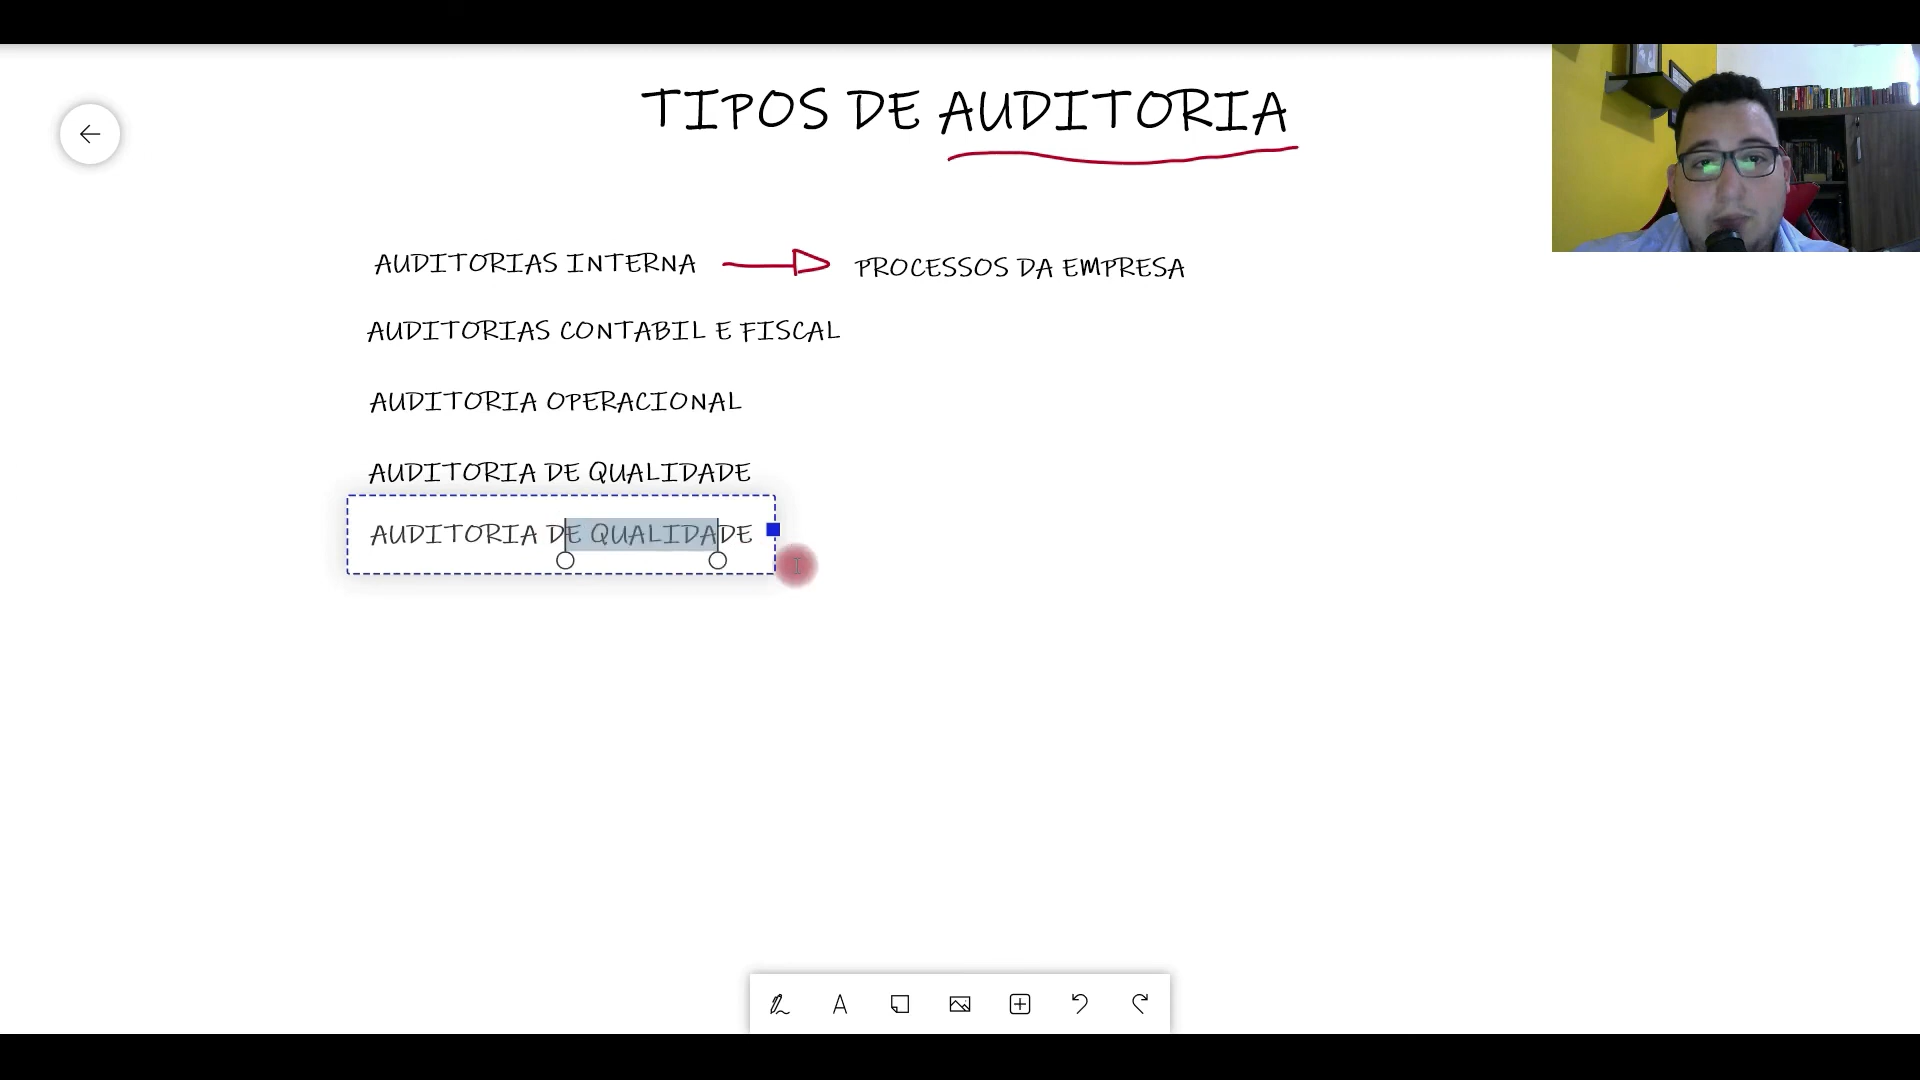 TIPOS DE AUDITORIA
AUDITORIAS INTERNA
PROCESSOS DA EMPRESA
AUDITORIAS CONTABIL E FISCAL
AUDITORIA OPERACIONAL
AUDITORIA DE QUALIDADE
AUDITORIA DE QUALIDADE